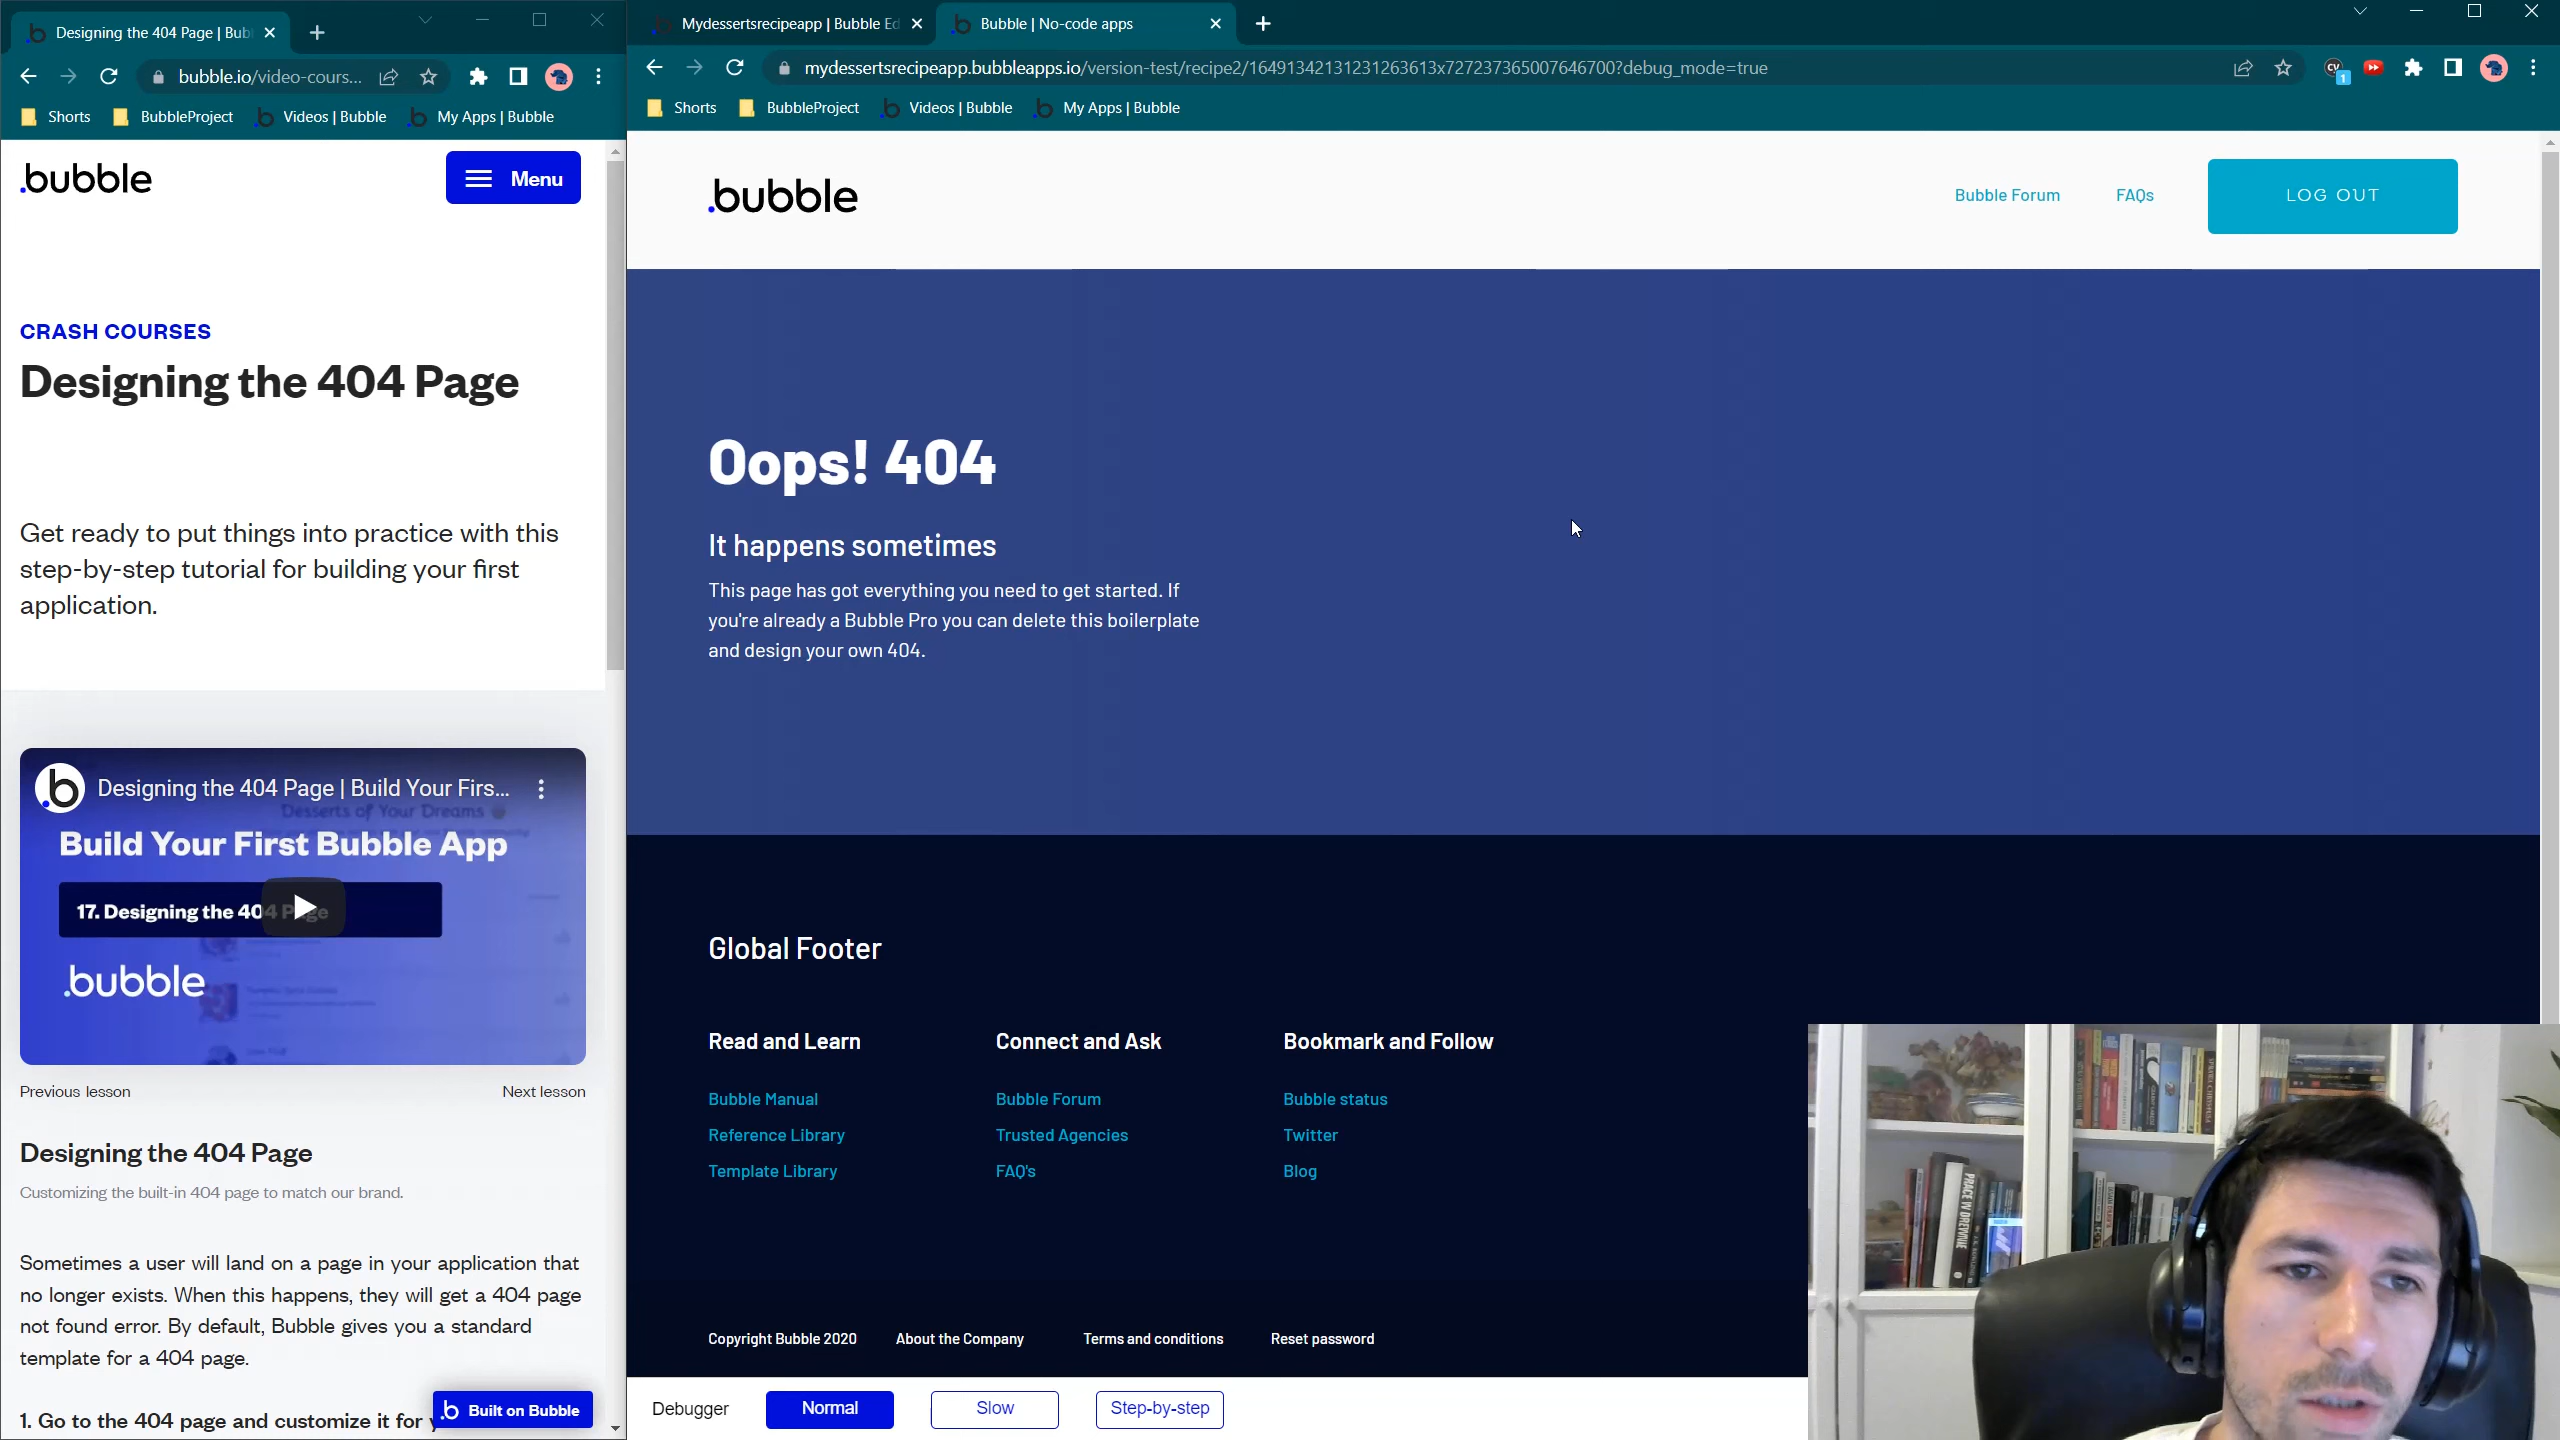 Designing the 404 Page | Bub
bubble.io/video-cours...
Shorts
BubbleProject
Videos | Bubble
My Apps | Bubble
.bubble
Menu
CRASH COURSES
Designing the 404 Page
Get ready to put things into practice with this
step-by-step tutorial for building your first
application.
Designing the 404 Page | Build Your Firs...
Desserts of Your Dreams
Build Your First Bubble App
17. Designing the 404 Page
.bubble
Previous lesson
Next lesson
Designing the 404 Page
Customizing the built-in 404 page to match our brand.
Sometimes a user will land on a page in your application that
no longer exists. When this happens, they will get a 404 page
not found error. By default, Bubble gives you a standard
template for a 404 page.
1. Go to the 404 page and customize it for
Built on Bubble
Mydessertsrecipeapp | Bubble Ed
Bubble | No-code apps
mydessertsrecipeapp.bubbleapps.io/version-test/recipe2/1649134213123126​3613x727237365007646700?debug_mode=true
1
Shorts
BubbleProject
Videos | Bubble
My Apps | Bubble
.bubble
Bubble Forum
FAQs
LOG OUT
Oops! 404
It happens sometimes
This page has got everything you need to get started. If
you're already a Bubble Pro you can delete this boilerplate
and design your own 404.
Global Footer
Read and Learn
Bubble Manual
Reference Library
Template Library
Connect and Ask
Bubble Forum
Trusted Agencies
FAQ's
Bookmark and Follow
Bubble status
Twitter
Blog
Copyright Bubble 2020
About the Company
Terms and conditions
Reset password
Debugger
Normal
Slow
Step-by-step
PRACE W DREWNIE